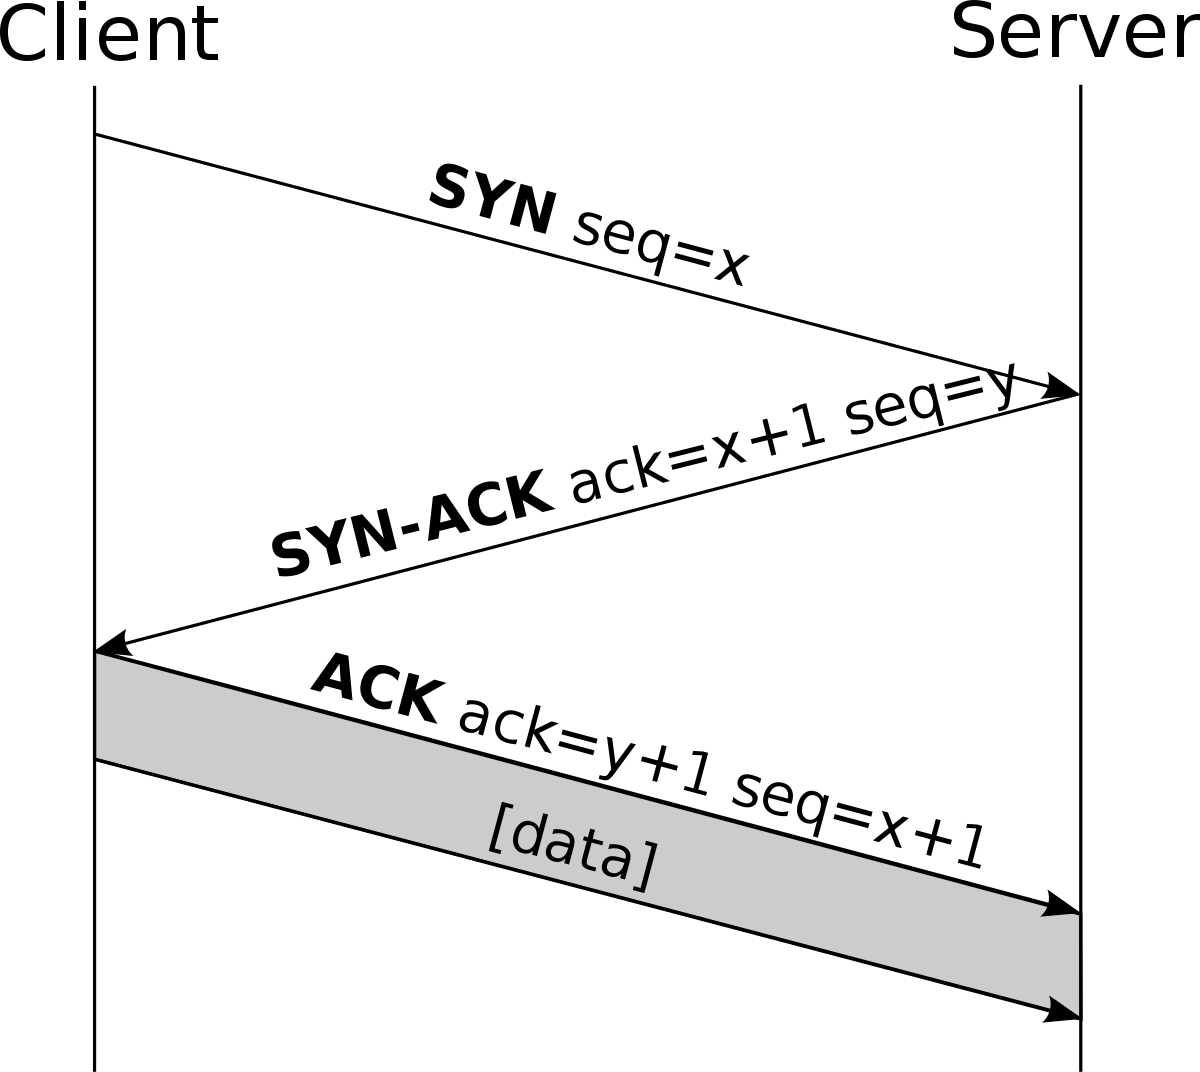 Client
Server
SYN seq=x
SYN-ACK ack=x+1 seq=y
ACK ack=y+1 seq=x+1
[data]